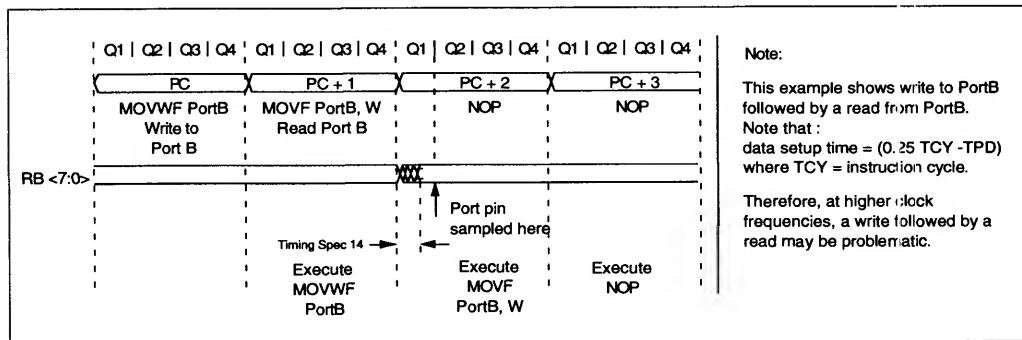 Q1 | Q2 | Q3 | Q4 Q1 | Q2 | Q3 | Q4 Q1 | Q2 | Q3 | Q4 Q1 | Q2 | Q3 | Q4
PC PC + 1 PC + 2 PC + 3
MOVWF PortB MOVF PortB, W NOP NOP
Write to Read Port B
Port B
RB <7:0>
Port pin
sampled here
Timing Spec 14
Execute Execute Execute
MOVWF MOVF NOP
PortB PortB, W
Note:
This example shows write to PortB
followed by a read from PortB.
Note that :
data setup time = (0.25 TCY -TPD)
where TCY = instruction cycle.
Therefore, at higher clock
frequencies, a write followed by a
read may be problematic.